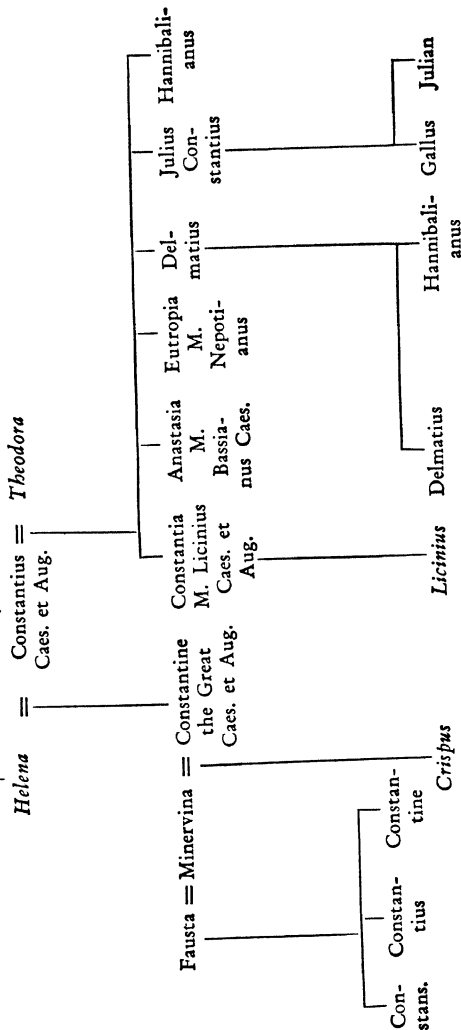 Helena = Constantius = Theodora
Caes. et Aug.
Fausta = Minervina = Constantine
the Great
Caes. et Aug.
Constantia
M. Licinius
Caes. et
Aug.
Anastasia
M.
Bassia-
nus Caes.
Eutropia
M.
Nepoti-
anus
Del-
matius
Julius
Con-
stantius
Hannibali-
anus
Con-
stans.
Constan-
tius
Constan-
tine
Crispus
Licinius
Delmatius
Hannibali-
anus
Gallus
Julian